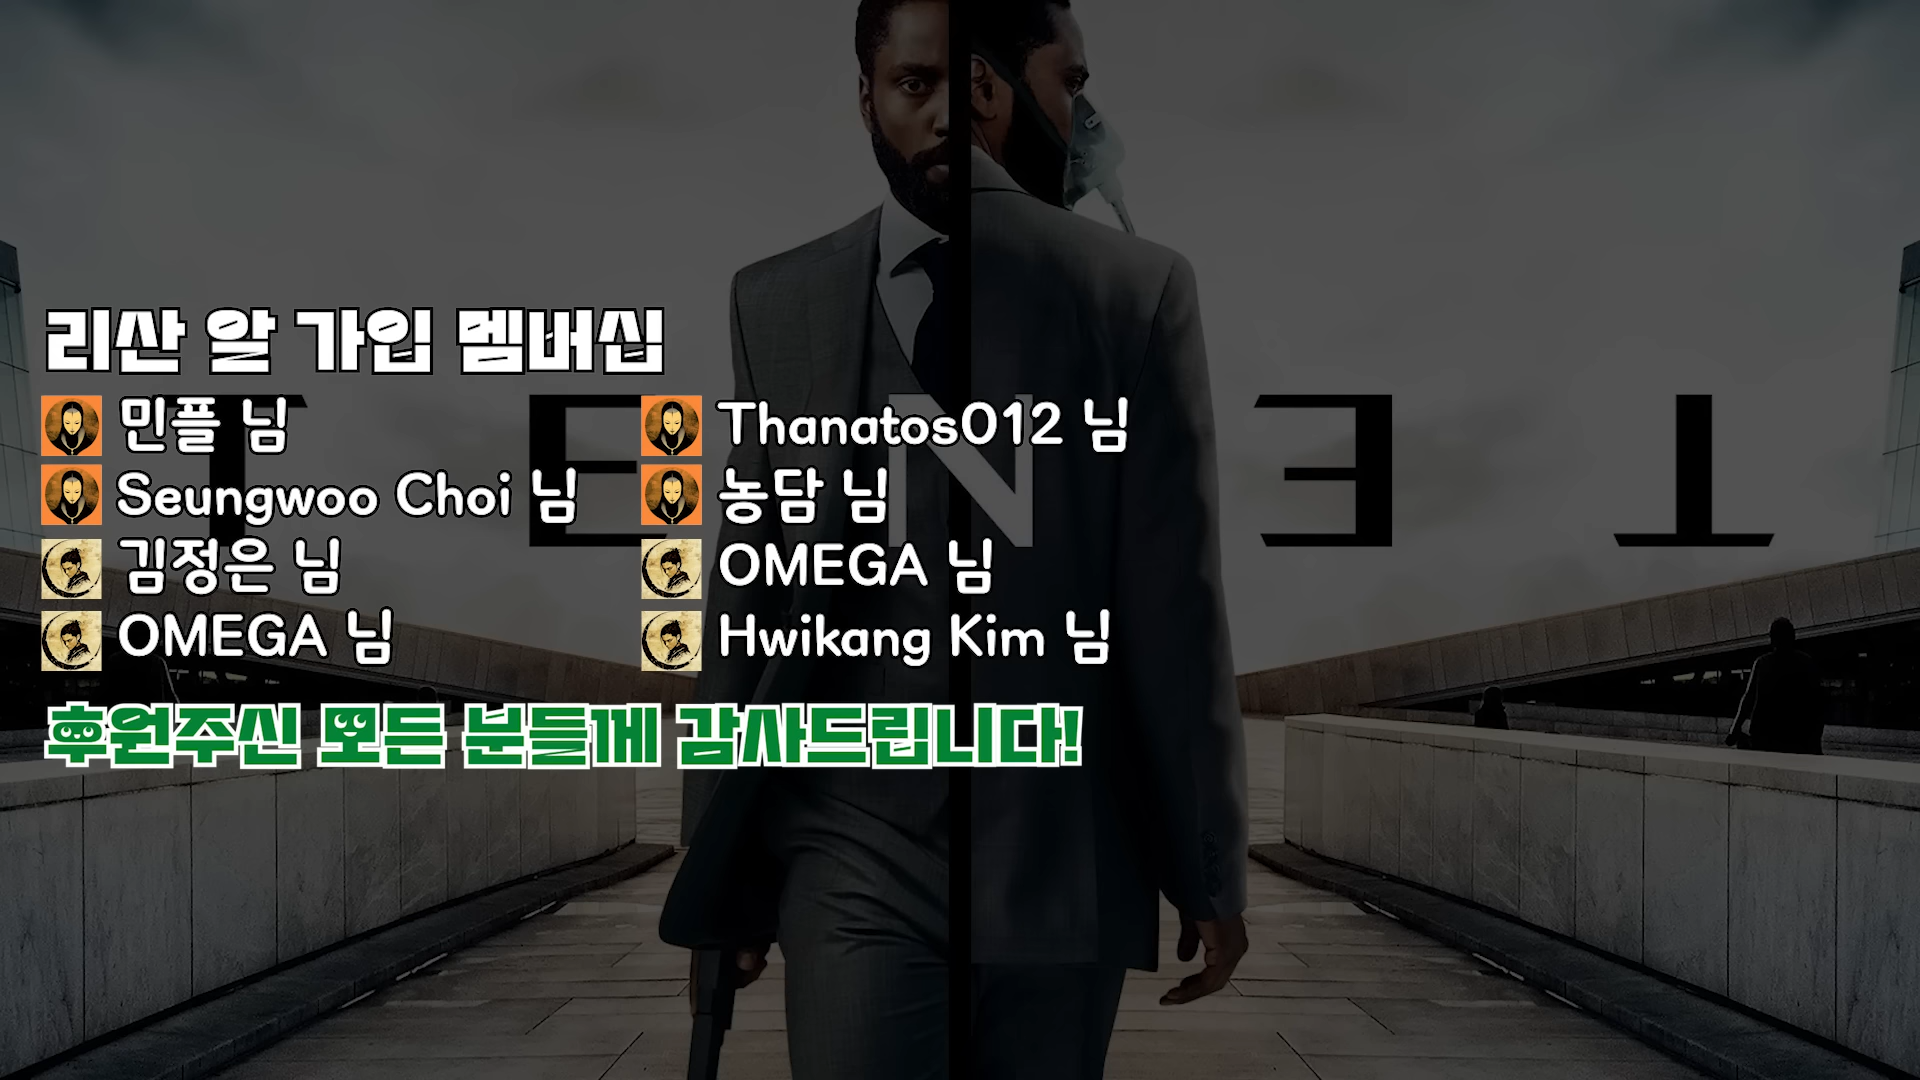 리산 알 가입 멤버십
민플 님
Thanatos012 님
Seungwoo Choi 님
농담 님
김정은 님
OMEGA 님
OMEGA 님
Hwikang Kim 님
TENET
후원주신 모든 분들께 감사드립니다!